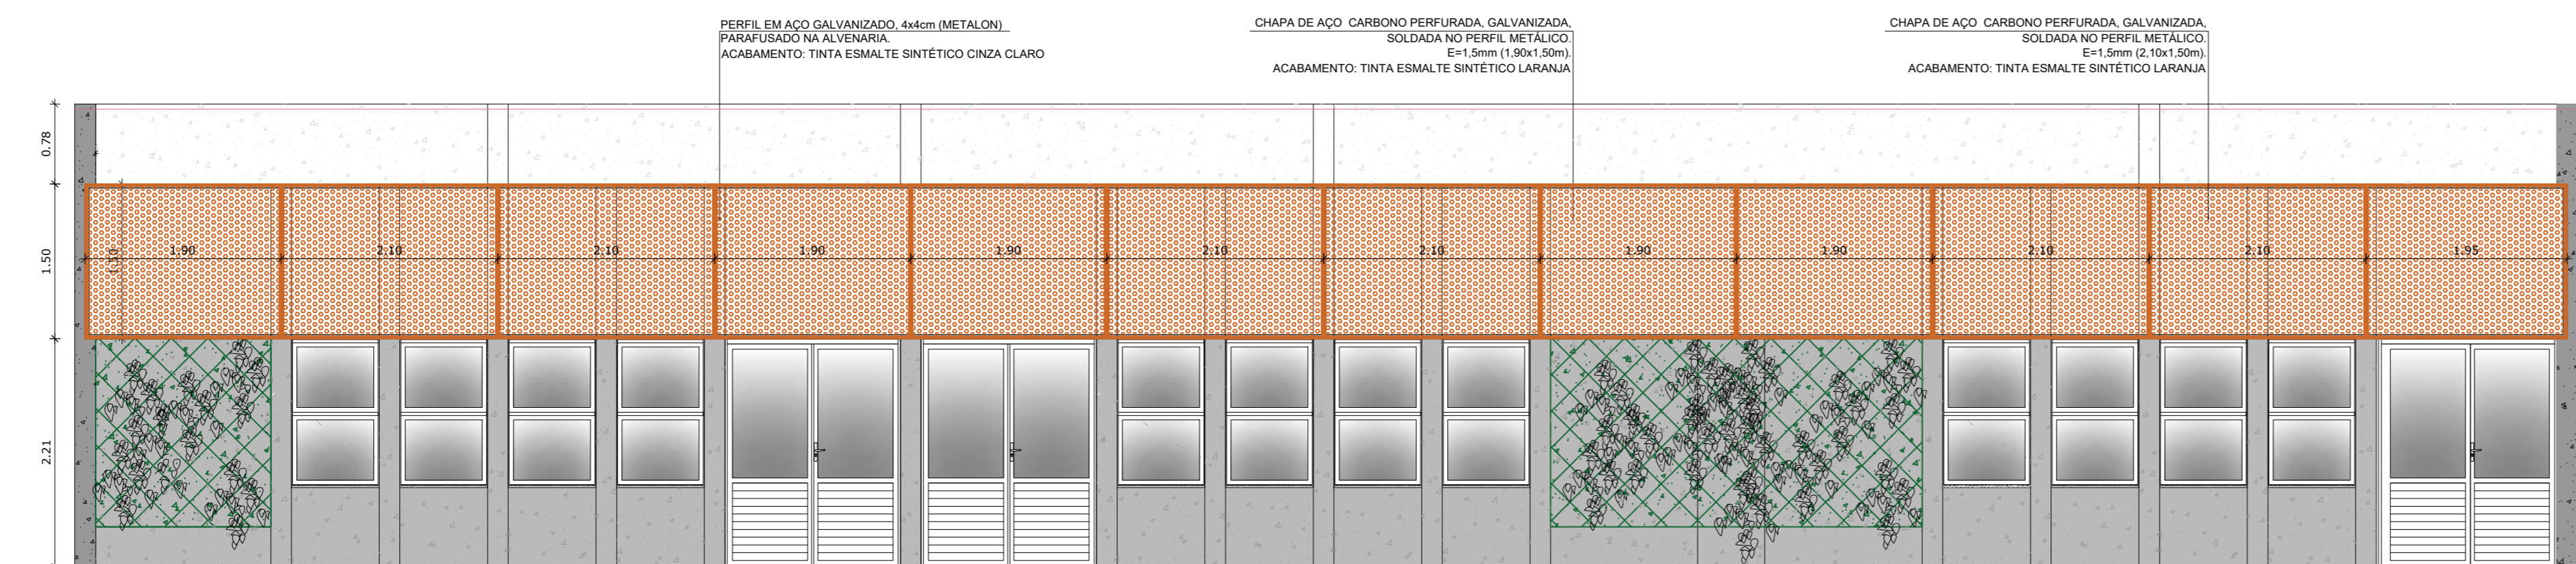 PERFIL EM AÇO GALVANIZADO, 4x4cm (METALON)
PARAFUSADO NA ALVENARIA.
ACABAMENTO: TINTA ESMALTE SINTÉTICO CINZA CLARO
CHAPA DE AÇO CARBONO PERFURADA, GALVANIZADA,
SOLDADA NO PERFIL METÁLICO.
E=1,5mm (1,90x1,50m).
ACABAMENTO: TINTA ESMALTE SINTÉTICO LARANJA
CHAPA DE AÇO CARBONO PERFURADA, GALVANIZADA,
SOLDADA NO PERFIL METÁLICO.
E=1,5mm (2,10x1,50m).
ACABAMENTO: TINTA ESMALTE SINTÉTICO LARANJA
0.78
1.50
2.21
1.50
1.90
2.10
2.10
1.90
1.90
2.10
2.10
1.90
1.90
2.10
2.10
1.95